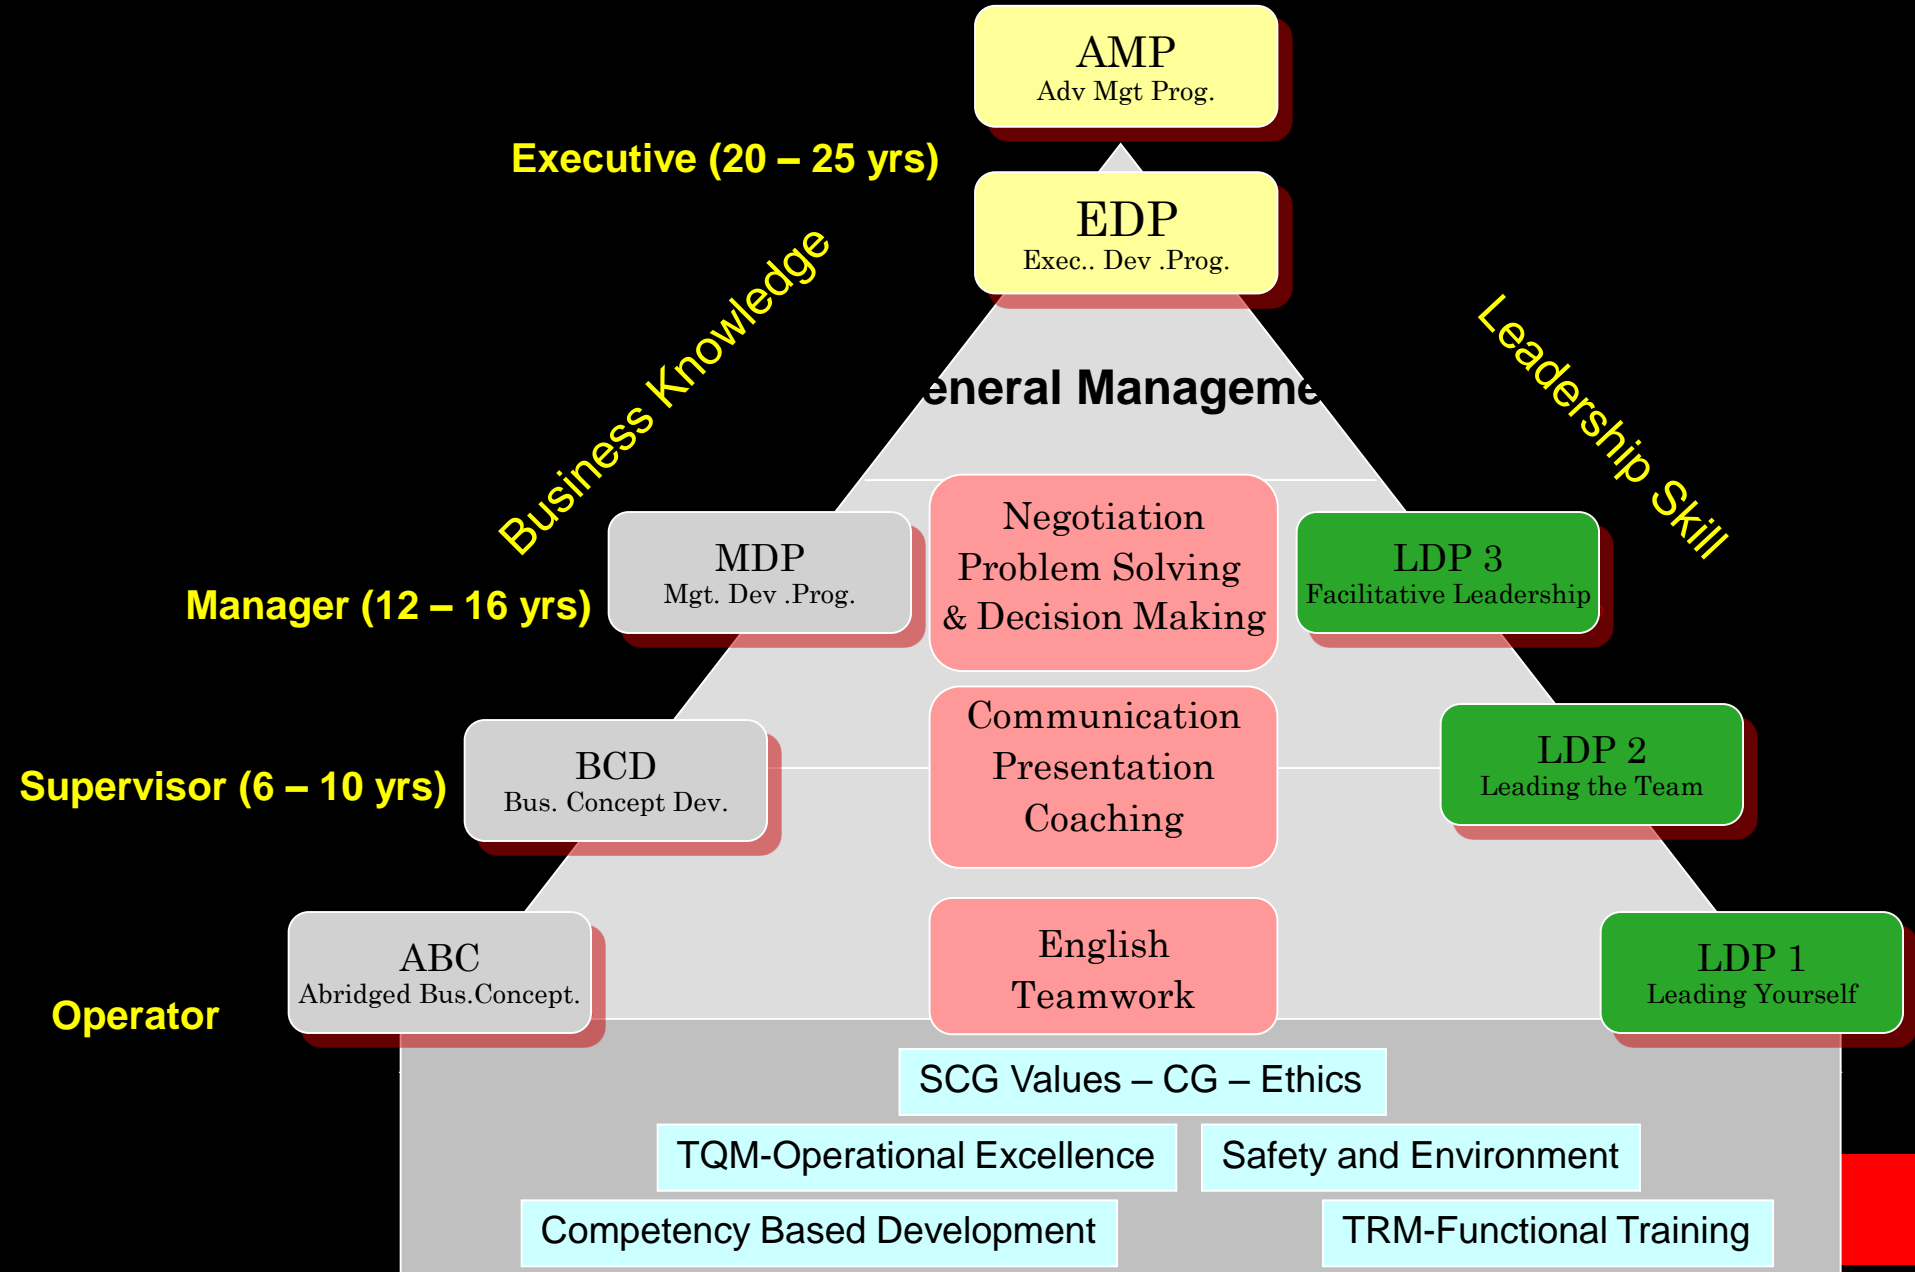 AMP
Adv Mgt Prog.
Executive (20 – 25 yrs)
EDP
Exec.. Dev .Prog.
Business Knowledge
Leadership Skill
eneral Manageme
MDP
Mgt. Dev .Prog.
Negotiation
Problem Solving
& Decision Making
LDP 3
Facilitative Leadership
Manager (12 – 16 yrs)
Communication
Presentation
Coaching
LDP 2
Leading the Team
BCD
Bus. Concept Dev.
Supervisor (6 – 10 yrs)
ABC
Abridged Bus.Concept.
English
Teamwork
LDP 1
Leading Yourself
Operator
SCG Values – CG – Ethics
TQM-Operational Excellence
Safety and Environment
Competency Based Development
TRM-Functional Training